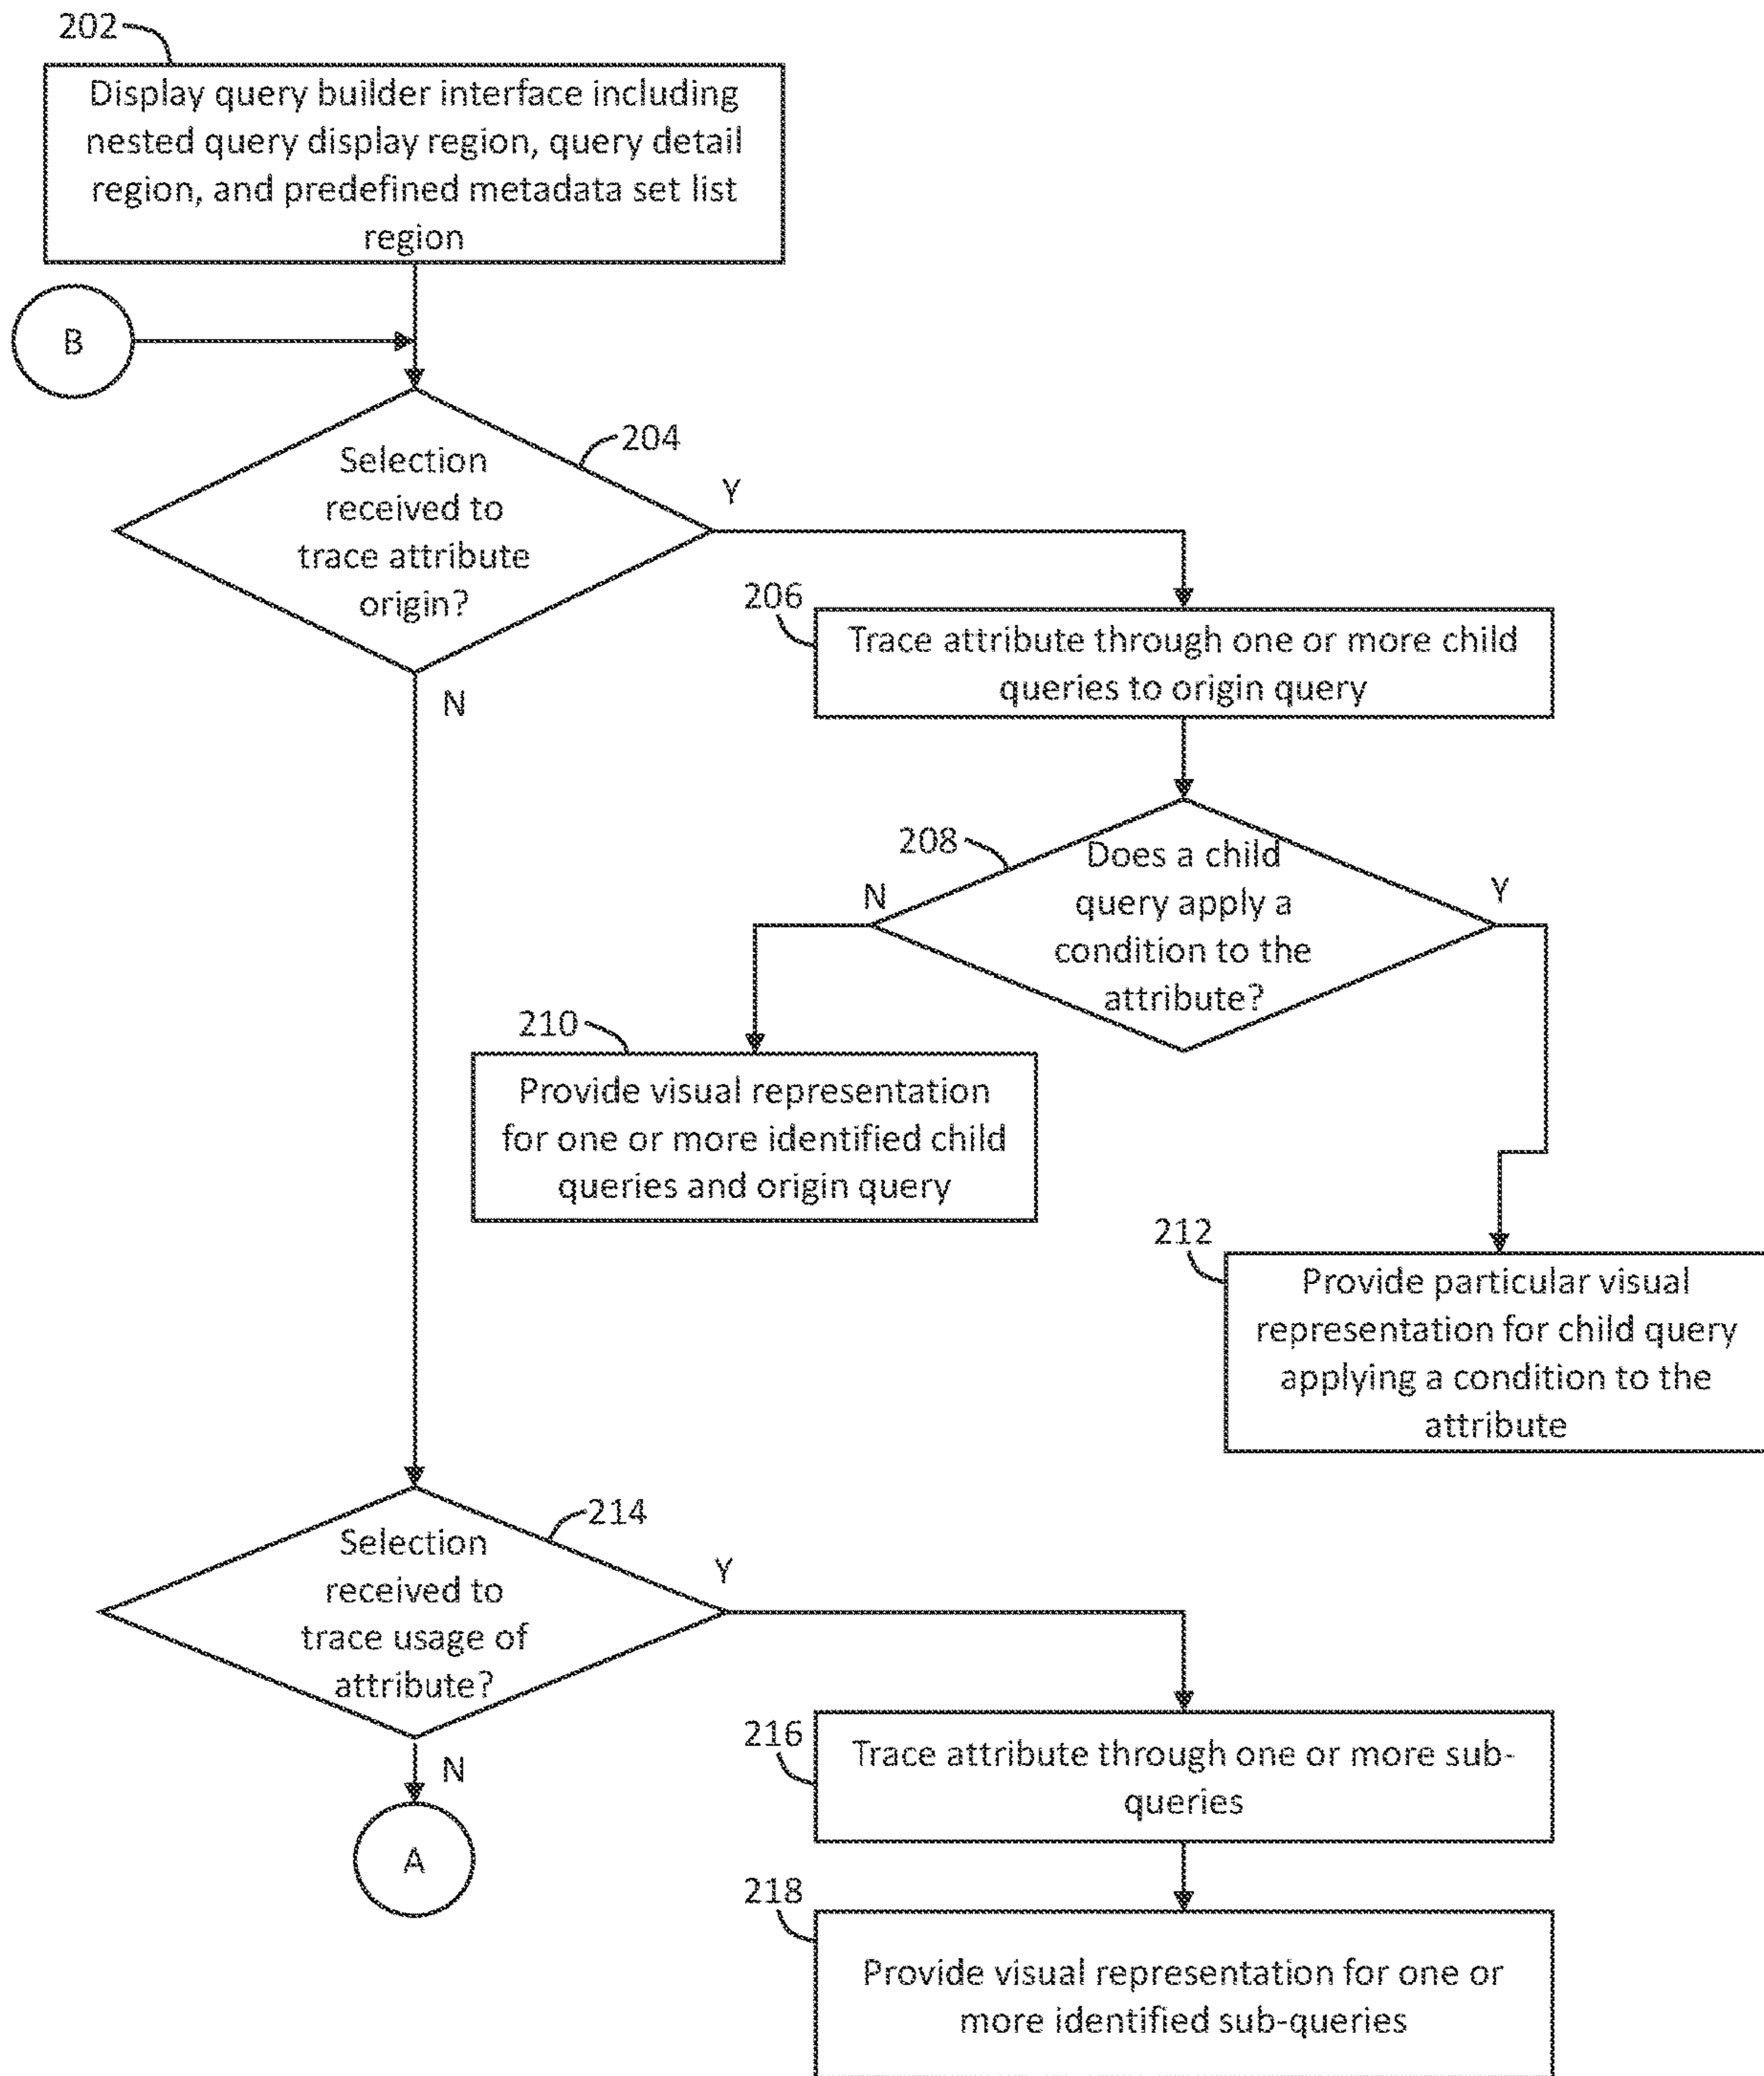 202
Display query builder interface including
nested query display region, query detail
region, and predefined metadata set list
region
B
204
Selection
received to
trace attribute
origin?
Y
N
206
Trace attribute through one or more child
queries to origin query
208
Does a child
query apply a
condition to the
attribute?
N
Y
210
Provide visual representation
for one or more identified child
queries and origin query
212
Provide particular visual
representation for child query
applying a condition to the
attribute
214
Selection
received to
trace usage of
attribute?
Y
N
A
216
Trace attribute through one or more sub-
queries
218
Provide visual representation for one or
more identified sub-queries